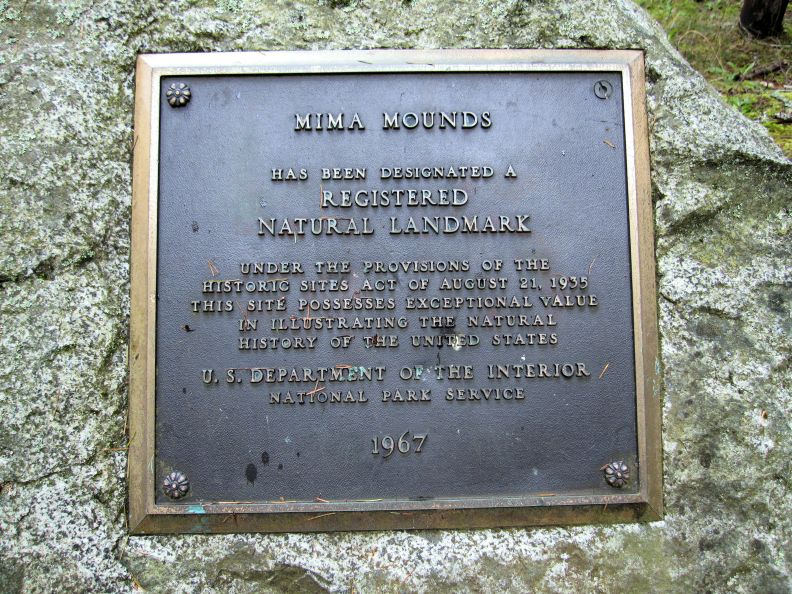 MIMA MOUNDS
HAS BEEN DESIGNATED A
REGISTERED
NATURAL LANDMARK
UNDER THE PROVISIONS OF THE
HISTORIC SITES ACT OF AUGUST 21, 1935
THIS SITE POSSESSES EXCEPTIONAL VALUE
IN ILLUSTRATING THE NATURAL
HISTORY OF THE UNITED STATES
U. S. DEPARTMENT OF THE INTERIOR
NATIONAL PARK SERVICE
1967